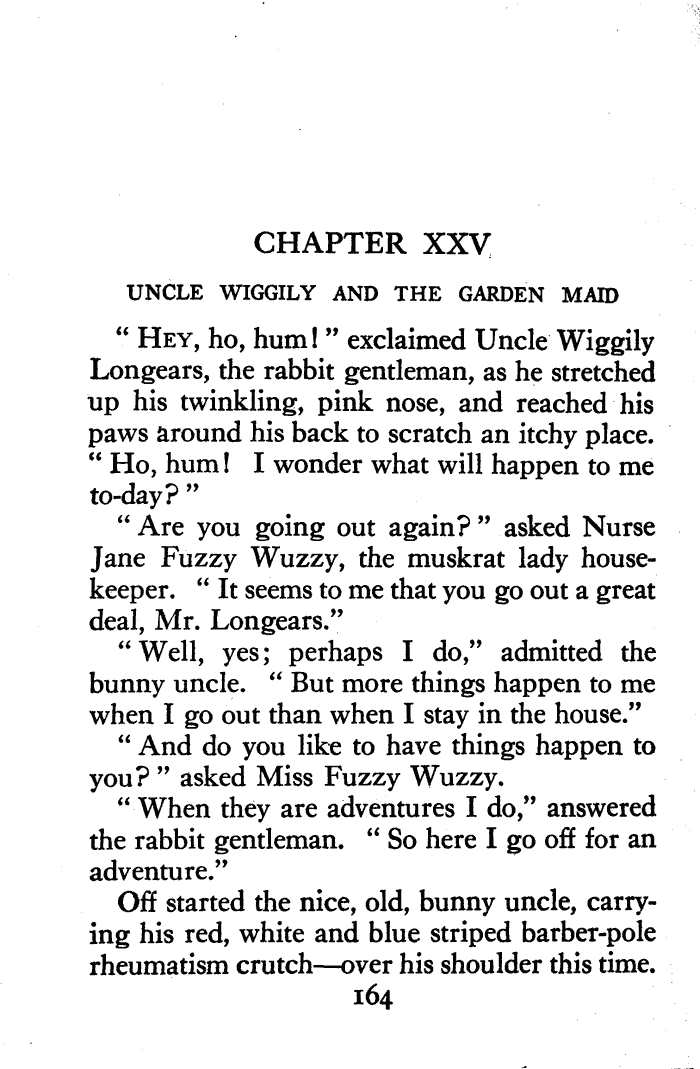 CHAPTER XXV
UNCLE WIGGILY AND THE GARDEN MAID
“ HEY, ho, hum! ” exclaimed Uncle Wiggily
Longears, the rabbit gentleman, as he stretched
up his twinkling, pink nose, and reached his
paws around his back to scratch an itchy place.
“ Ho, hum! I wonder what will happen to me
to-day? ”
“ Are you going out again? ” asked Nurse
Jane Fuzzy Wuzzy, the muskrat lady house-
keeper. “ It seems to me that you go out a great
deal, Mr. Longears.”
“ Well, yes; perhaps I do,” admitted the
bunny uncle. “ But more things happen to me
when I go out than when I stay in the house.”
“ And do you like to have things happen to
you? ” asked Miss Fuzzy Wuzzy.
“ When they are adventures I do,” answered
the rabbit gentleman. “ So here I go off for an
adventure.”
Off started the nice, old, bunny uncle, carry-
ing his red, white and blue striped barber-pole
rheumatism crutch—over his shoulder this time.
164